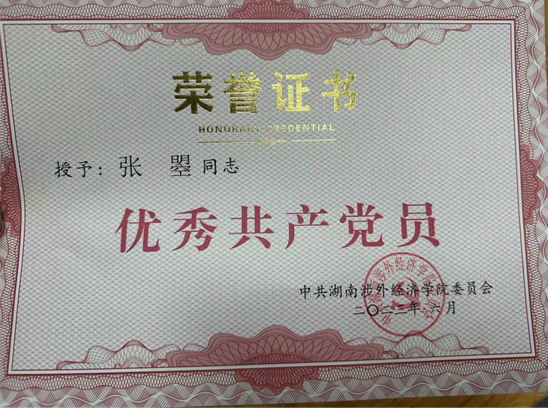 荣誉证书
HONORARY CREDENTIAL
授予：张 曌 同志
优秀共产党员
中共湖南涉外经济学院委员会
二〇二三年 六月